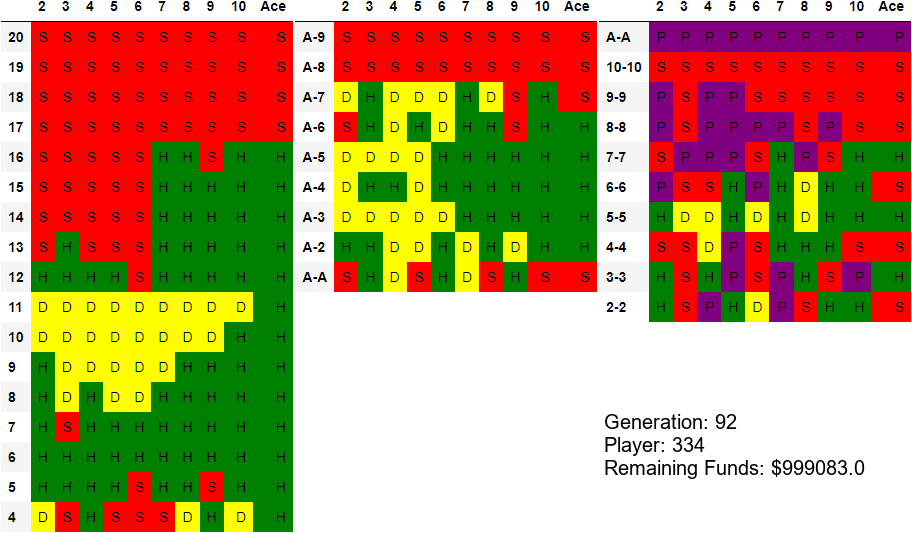 2 3 4 5 6 7 8 9 10 Ace
20 S S S S S S S S S S
19 S S S S S S S S S S
18 S S S S S S S S S S
17 S S S S S S S S S S
16 S S S S S H H S H H
15 S S S S S H H H H H
14 S S S S S H H H H H
13 S H S S S H H H H H
12 H H H H S H H H H H
11 D D D D D D D D D H
10 D D D D D D D D H H
9 H D D D D D H H H H
8 H D H D D H H H H H
7 H S H H H H H H H H
6 H H H H H H H H H H
5 H H H H S H H S H H
4 D S H S S S D H D H
2 3 4 5 6 7 8 9 10 Ace
A-9 S S S S S S S S S S
A-8 S S S S S S S S S S
A-7 D H D D D H D S H S
A-6 S H D H D H H S H H
A-5 D D D D H H H H H H
A-4 D H H D H H H H H H
A-3 D D D D D H H H H H
A-2 H H D D H D H D H H
A-A S H D S H D S H S S
2 3 4 5 6 7 8 9 10 Ace
A-A P P P P P P P P P P
10-10 S S S S S S S S S S
9-9 P S P P S S S S S S
8-8 P S P P P P S P S S
7-7 S P P P S H P S H H
6-6 P S S H P H D H H S
5-5 H D D H D H D H H H
4-4 S S D P S H H H S S
3-3 H S H P S P H S P H
2-2 H S P H D P S H H S
Generation: 92
Player: 334
Remaining Funds: $999083.0